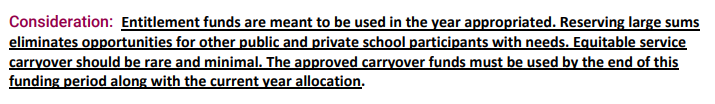 Consideration: Entitlement funds are meant to be used in the year appropriated. Reserving large sums
eliminates opportunities for other public and private school participants with needs. Equitable service
carryover should be rare and minimal. The approved carryover funds must be used by the end of this
funding period along with the current year allocation.